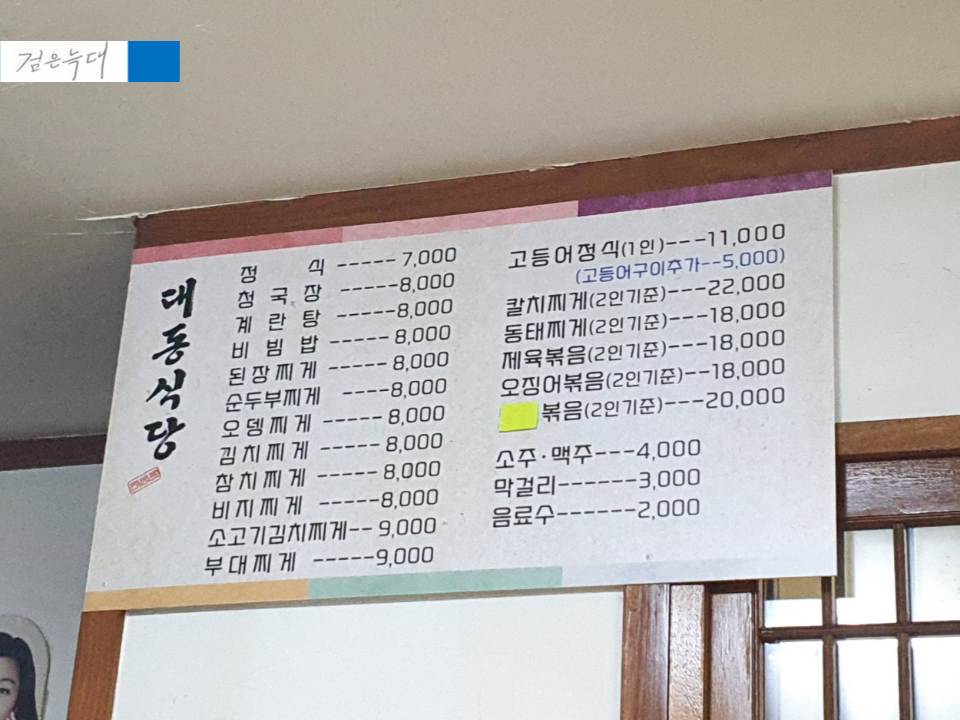 검은늑대
대동식당
정 식 ----- 7,000
청 국 장 -----8,000
계 란 탕 -----8,000
비 빔 밥 ----- 8,000
된장찌게 ----- 8,000
순두부찌게 ----8,000
오뎅찌게 ----- 8,000
김치찌게 -----8,000
참치찌게 ----- 8,000
비지찌게 -----8,000
소고기김치찌게-- 9,000
부대찌게 -----9,000
고등어정식(1인)---11,000
(고등어구이추가--5,000)
칼치찌게(2인기준)---22,000
동태찌게(2인기준)---18,000
제육볶음(2인기준)---18,000
오징어볶음(2인기준)--18,000
볶음(2인기준)---20,000
소주·맥주---4,000
막걸리------3,000
음료수------2,000